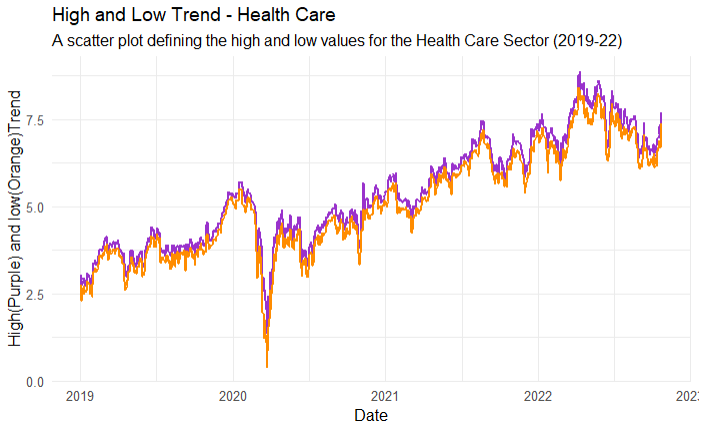 High and Low Trend - Health Care
A scatter plot defining the high and low values for the Health Care Sector (2019-22)
High(Purple) and low(Orange)Trend
7.5
5.0
2.5
0.0
2019
2020
2021
2022
202
Date